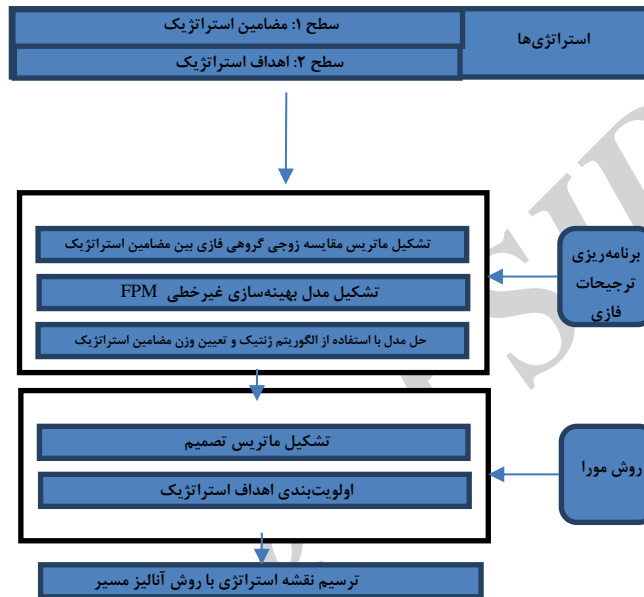 استراتژی‌ها
سطح ۱: مضامین استراتژیک
سطح ۲: اهداف استراتژیک
برنامه‌ریزی
ترجیحات
فازی
تشکیل ماتریس مقایسه زوجی گروهی فازی بین مضامین استراتژیک
تشکیل مدل بهینه‌سازی غیرخطی FPM
حل مدل با استفاده از الگوریتم ژنتیک و تعیین وزن مضامین استراتژیک
روش مورا
تشکیل ماتریس تصمیم
اولویت‌بندی اهداف استراتژیک
ترسیم نقشه استراتژی با روش آنالیز مسیر